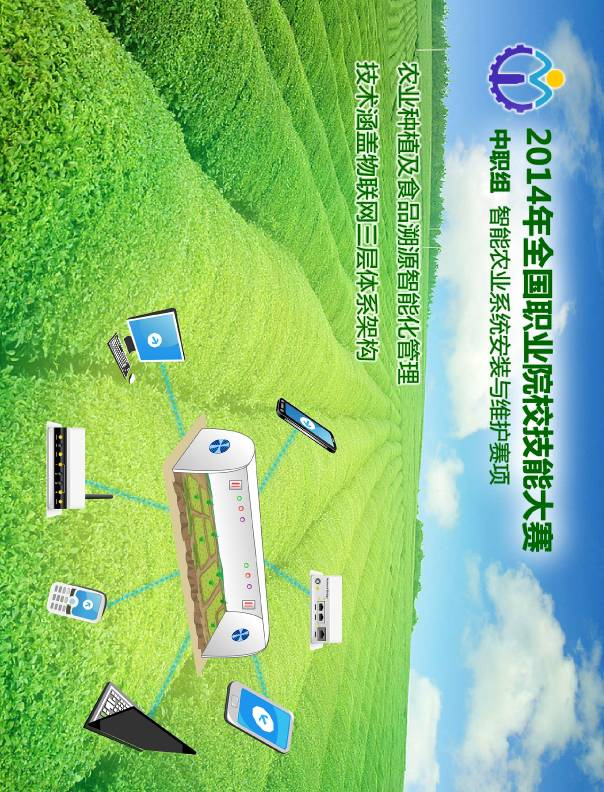 2014年全国职业院校技能大赛
中职组 智能农业系统安装与维护赛项
农业种植及食品溯源智能化管理
技术涵盖物联网三层体系架构